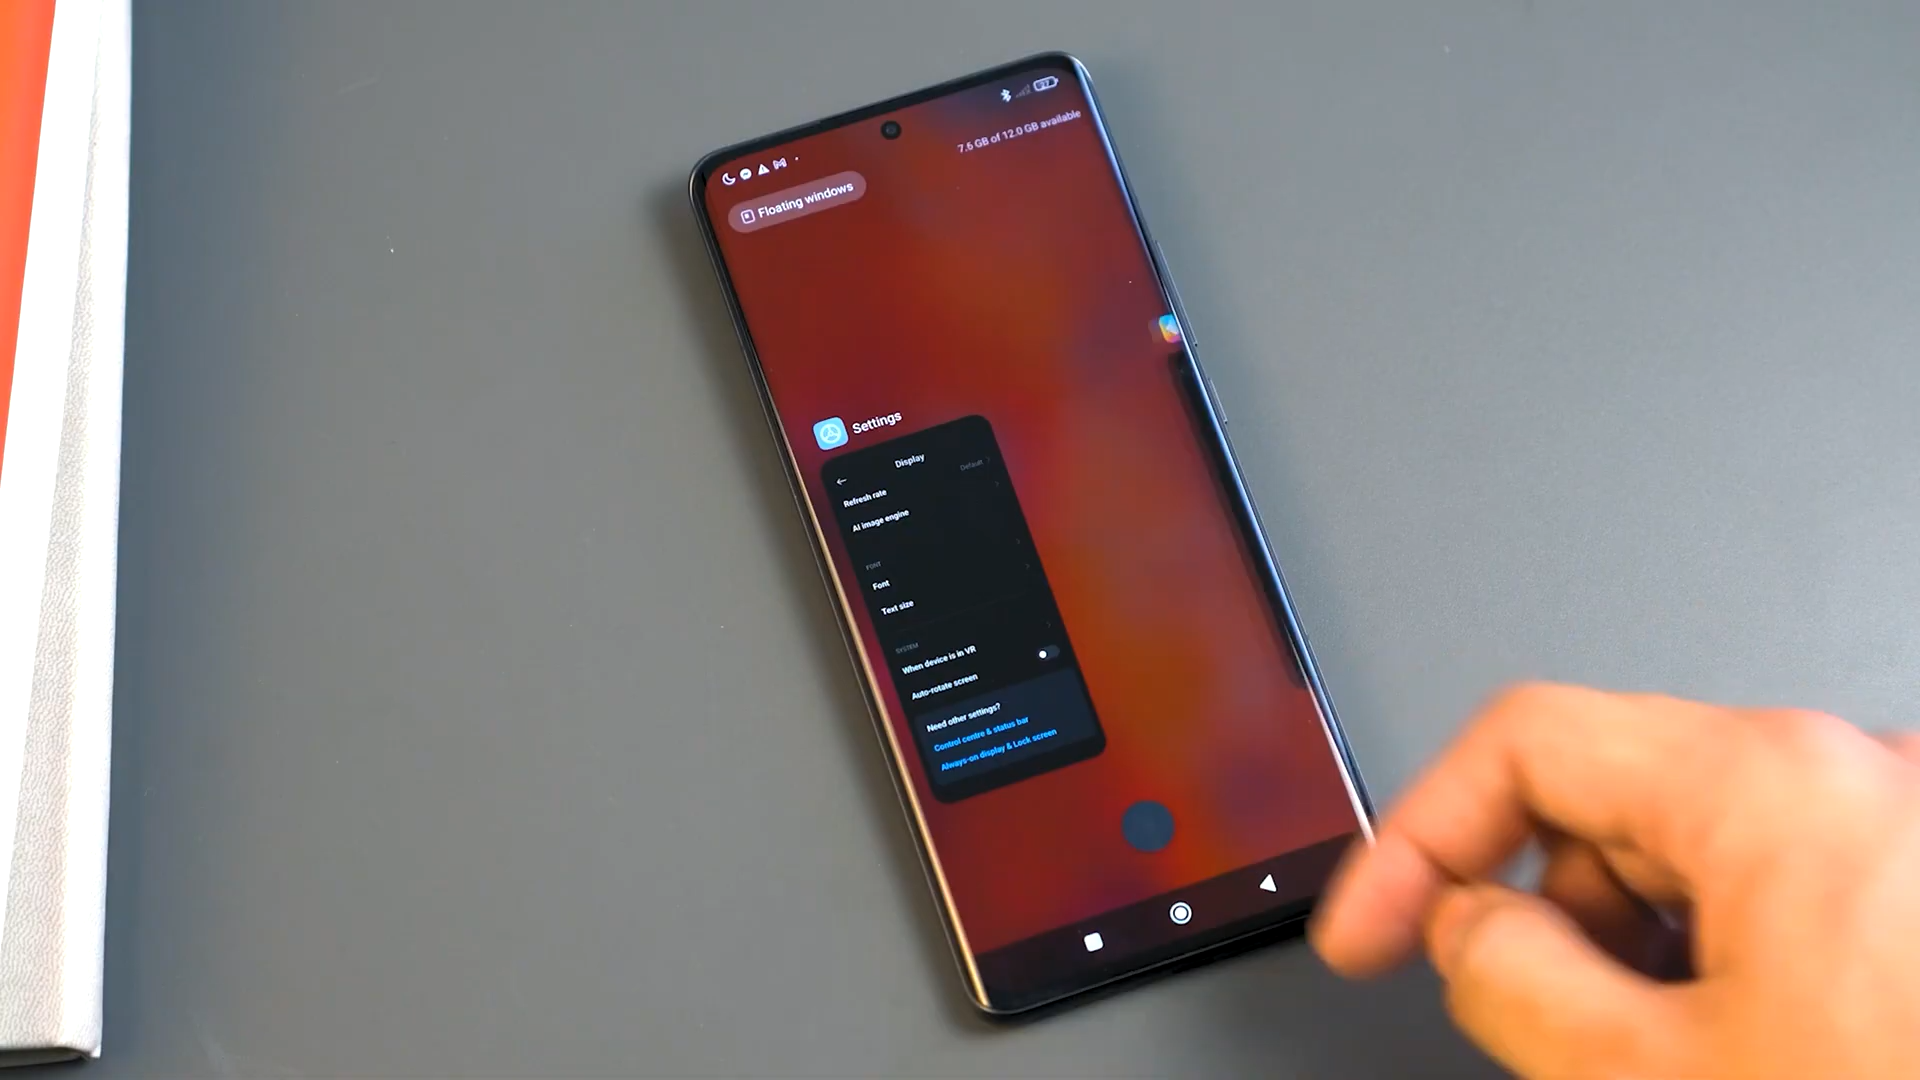 7.6 GB of 12.0 GB available
Floating windows
Settings
Display
Default
Refresh rate
AI image engine
FONT
Font
Text size
SYSTEM
When device is in VR
Auto-rotate screen
Need other settings?
Control centre & status bar
Always-on display & Lock screen